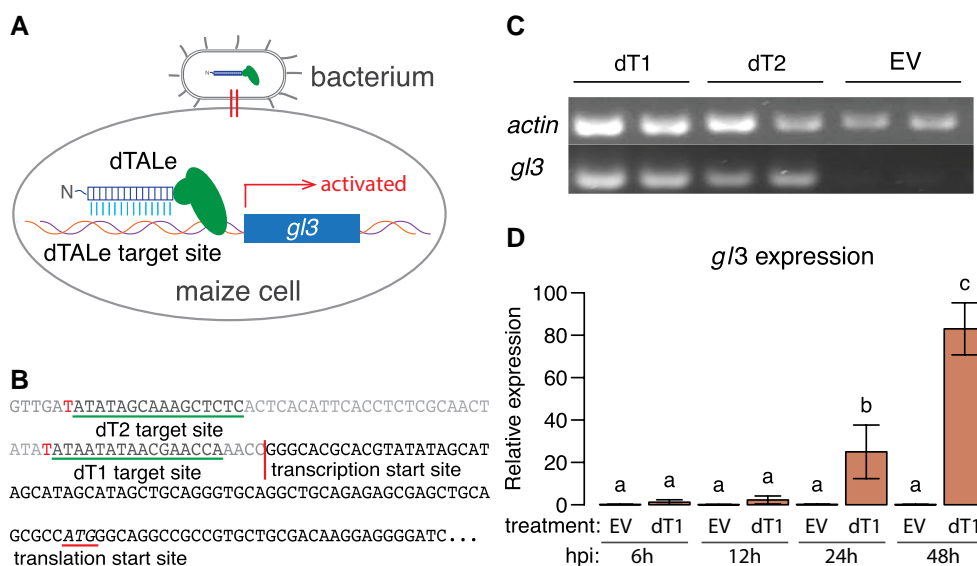 A
bacterium
N
dTALe
N
activated
gl3
dTALe target site
maize cell
B
GTTGATATATAGCAAAGCTCTCACTCACATTCACCTCTCGCAACT
dT2 target site
ATATATAATATAACGAACCAAACCGGGCACGCACGTATATAGCAT
dT1 target site
transcription start site
AGCATAGCATAGCTGCAGGGTGCAGGCTGCAGAGAGCGAGCTGCA
GCGCCATGGGCAGGCCGCCGTGCTGCGACAAGGAGGGGATC...
translation start site
C
dT1 dT2 EV
actin
gl3
D
gl3 expression
Relative expression
100
80
60
40
20
0
a a a a a b a c
treatment: EV dT1 EV dT1 EV dT1 EV dT1
hpi: 6h 12h 24h 48h